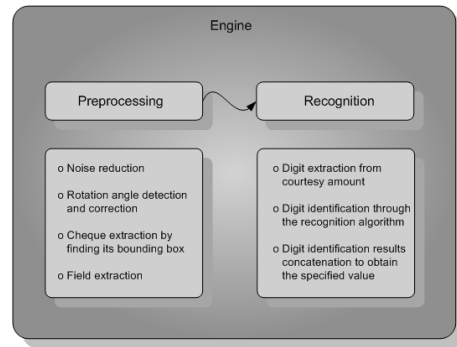 Engine
Preprocessing
Recognition
o Noise reduction
o Rotation angle detection
and correction
o Cheque extraction by
finding its bounding box
o Field extraction
o Digit extraction from
courtesy amount
o Digit identification through
the recognition algorithm
o Digit identification results
concatenation to obtain
the specified value